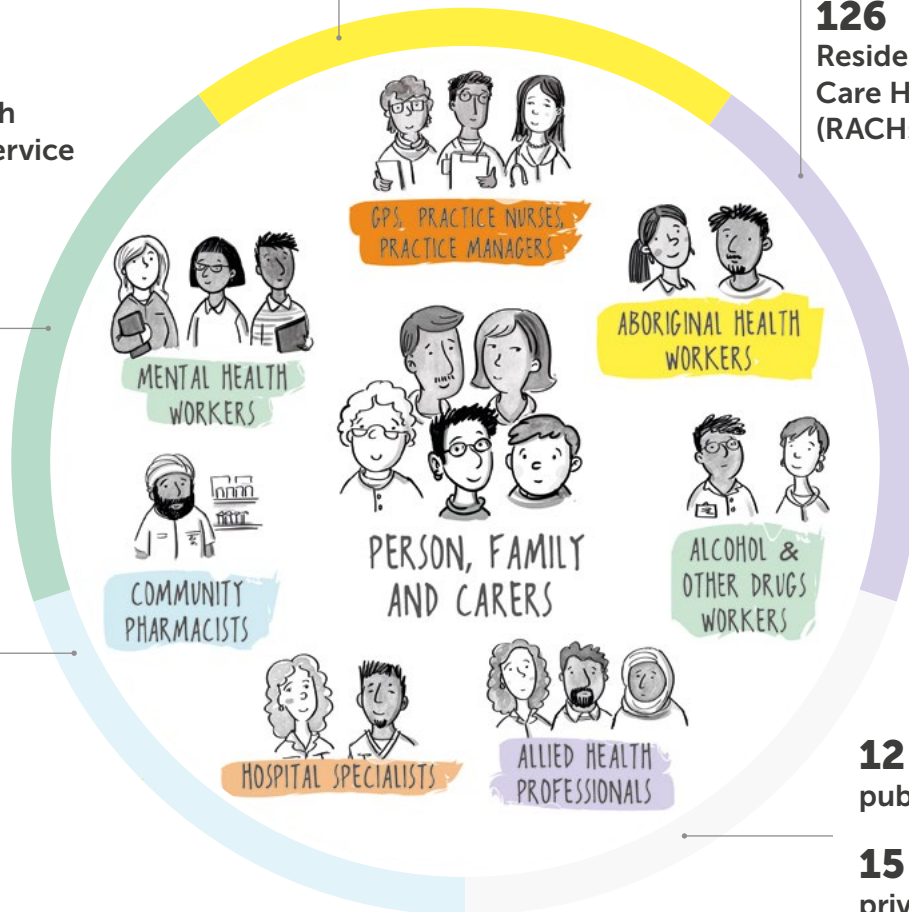 126
Reside
Care H
(RACH
h
ervice
GPS, PRACTICE NURSES,
PRACTICE MANAGERS
ABORIGINAL HEALTH
WORKERS
MENTAL HEALTH
WORKERS
PERSON, FAMILY
AND CARERS
ALCOHOL &
OTHER DRUGS
WORKERS
COMMUNITY
PHARMACISTS
HOSPITAL SPECIALISTS
ALLIED HEALTH
PROFESSIONALS
12
pub
15
priv